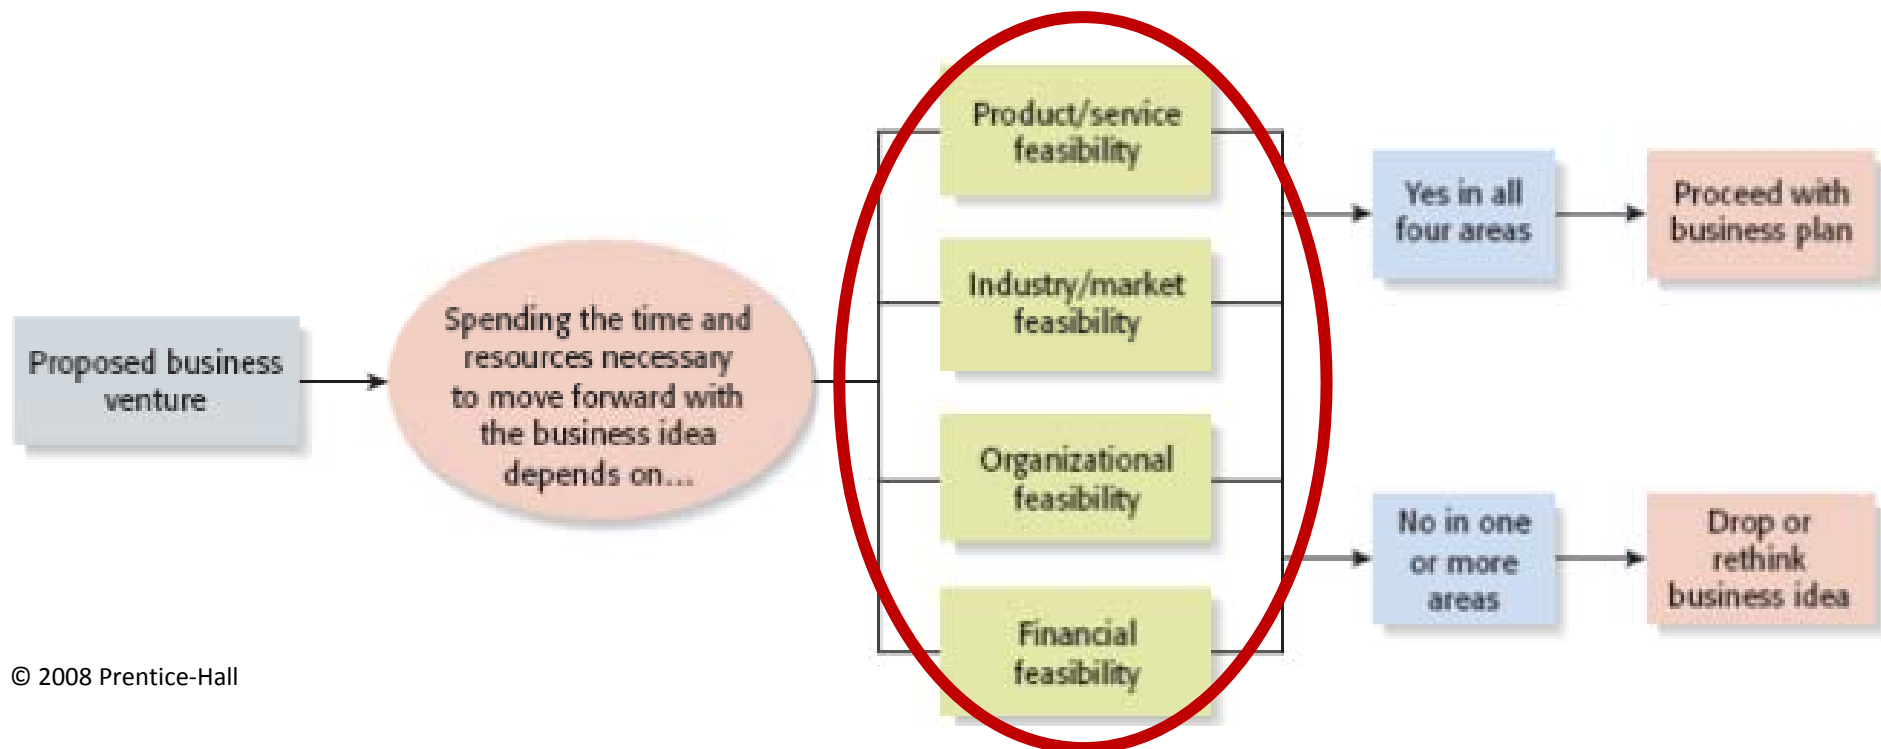 Proposed business
venture
Spending the time and
resources necessary
to move forward with
the business idea
depends on...
Product/service
feasibility
Industry/market
feasibility
Organizational
feasibility
Financial
feasibility
Yes in all
four areas
Proceed with
business plan
No in one
or more
areas
Drop or
rethink
business idea
© 2008 Prentice-Hall